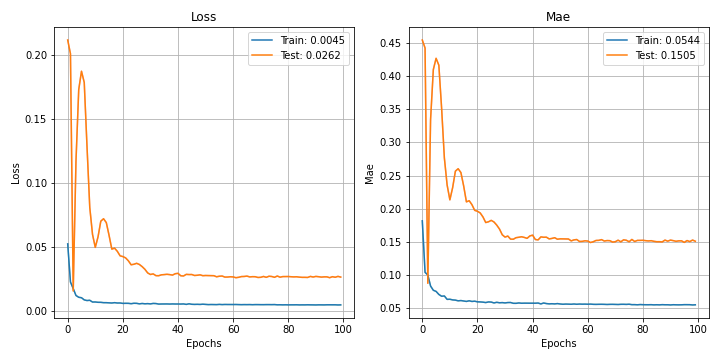 Loss
Train: 0.0045
Test: 0.0262
0.20
0.15
0.10
0.05
0.00
Loss
0 20 40 60 80 100
Epochs
Mae
Train: 0.0544
Test: 0.1505
0.45
0.40
0.35
0.30
0.25
0.20
0.15
0.10
0.05
Mae
0 20 40 60 80 100
Epochs